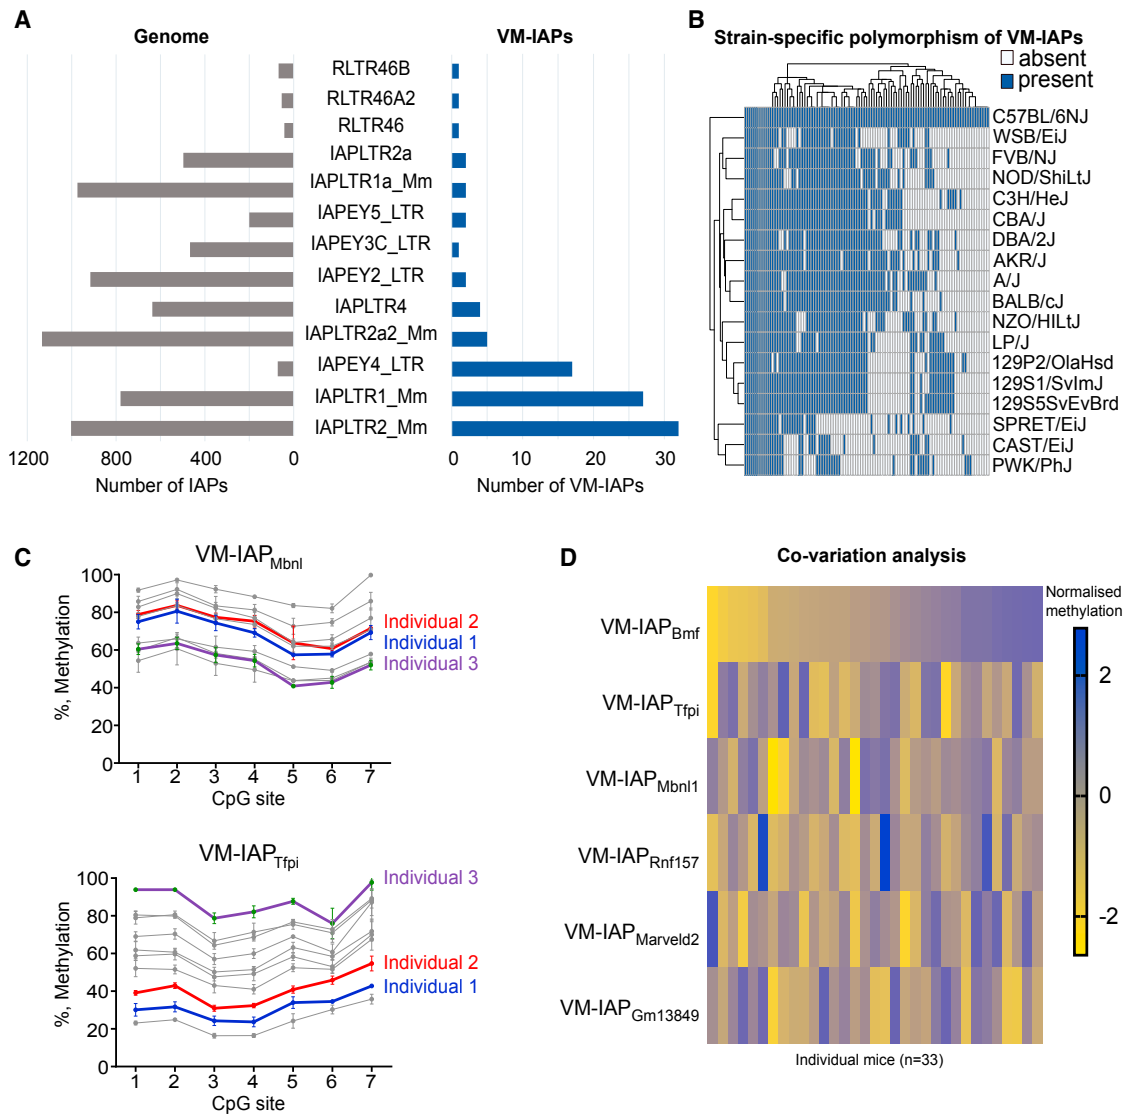 A
Genome
VM-IAPs
RLTR46B
RLTR46A2
RLTR46
IAPLTR2a
IAPLTR1a_Mm
IAPEY5_LTR
IAPEY3C_LTR
IAPEY2_LTR
IAPLTR4
IAPLTR2a2_Mm
IAPEY4_LTR
IAPLTR1_Mm
IAPLTR2_Mm
1200 800 400 0
0 10 20 30
Number of IAPs
Number of VM-IAPs
B
Strain-specific polymorphism of VM-IAPs
absent
present
C57BL/6NJ
WSB/EiJ
FVB/NJ
NOD/ShiLtJ
C3H/HeJ
CBA/J
DBA/2J
AKR/J
A/J
BALB/cJ
NZO/HILtJ
LP/J
129P2/OlaHsd
129S1/SvImJ
129S5SvEvBrd
SPRET/EiJ
CAST/EiJ
PWK/PhJ
C
VM-IAPMbnl
%, Methylation
100
80
60
40
20
0
Individual 2
Individual 1
Individual 3
1 2 3 4 5 6 7
CpG site
VM-IAPTfpi
%, Methylation
100
80
60
40
20
0
Individual 3
Individual 2
Individual 1
1 2 3 4 5 6 7
CpG site
D
Co-variation analysis
VM-IAPBmf
VM-IAPTfpi
VM-IAPMbnl1
VM-IAPRnf157
VM-IAPMarveld2
VM-IAPGm13849
Individual mice (n=33)
Normalised
methylation
2
0
-2